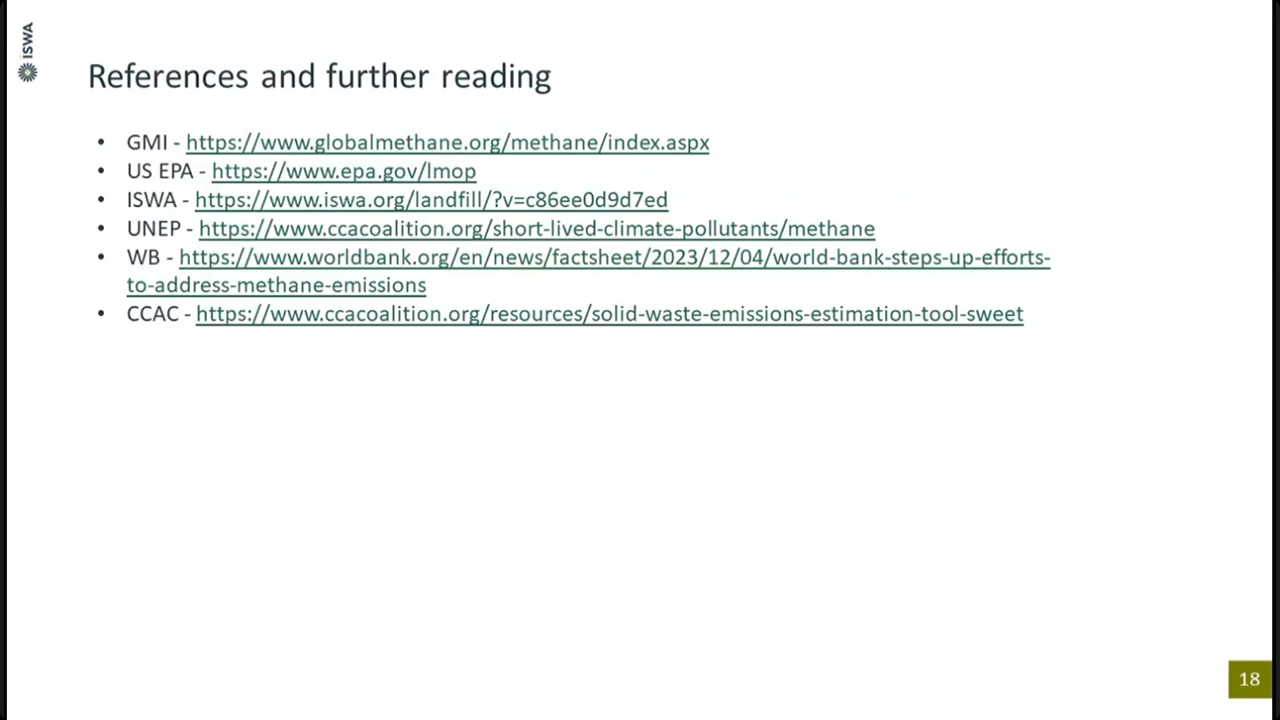 ISWA
References and further reading
• GMI - https://www.globalmethane.org/methane/index.aspx
• US EPA - https://www.epa.gov/lmop
• ISWA - https://www.iswa.org/landfill/?v=c86ee0d9d7ed
• UNEP - https://www.ccacoalition.org/short-lived-climate-pollutants/methane
• WB - https://www.worldbank.org/en/news/factsheet/2023/12/04/world-bank-steps-up-efforts-
to-address-methane-emissions
• CCAC - https://www.ccacoalition.org/resources/solid-waste-emissions-estimation-tool-sweet
18